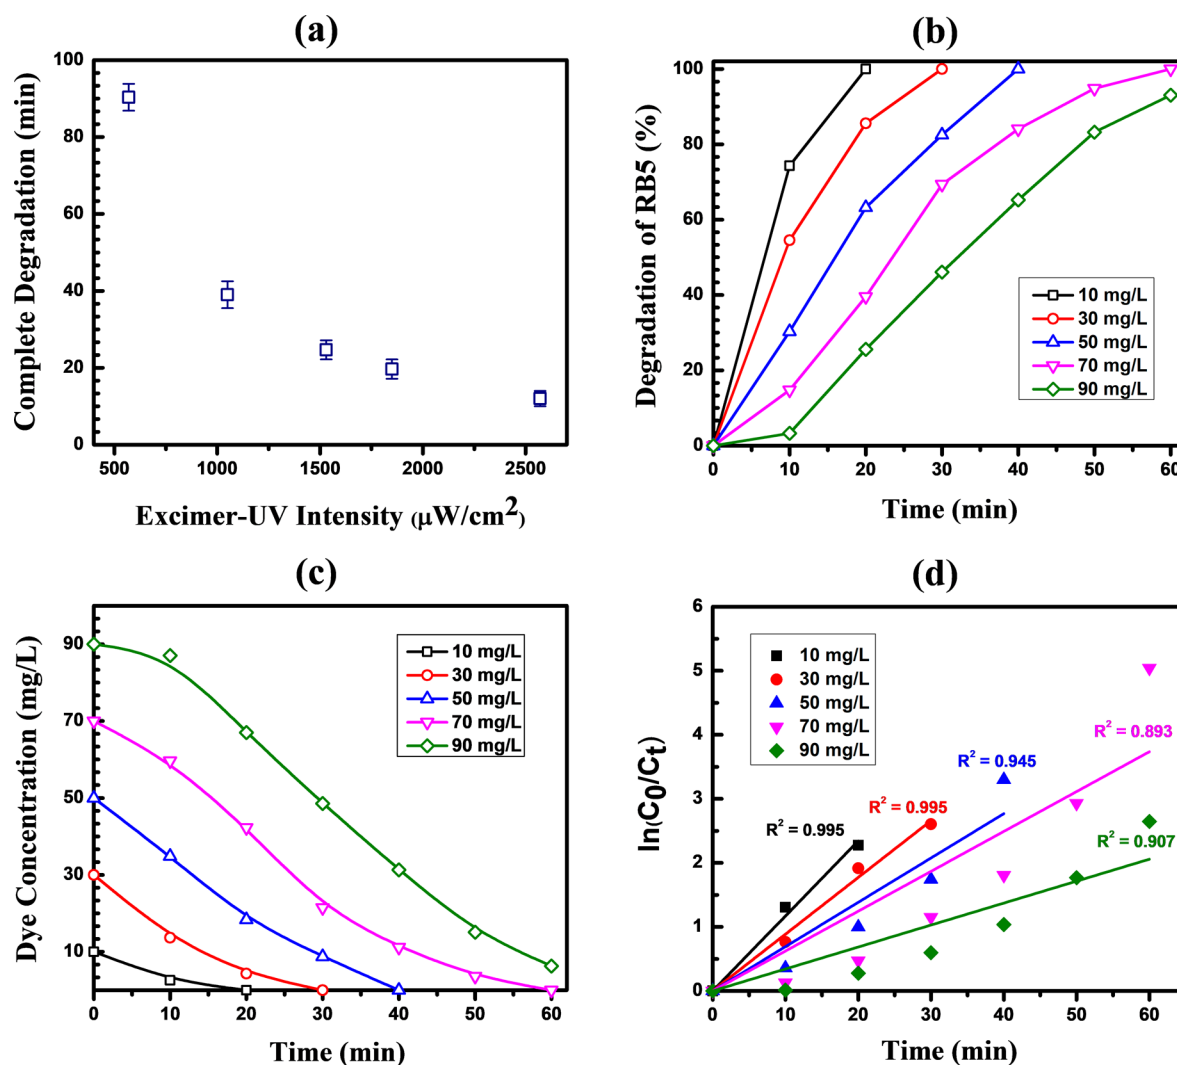 (a)
Complete Degradation (min)
100
80
60
40
20
0
500
1000
1500
2000
2500
Excimer-UV Intensity (μW/cm²)
(b)
Degradation of RB5 (%)
100
80
60
40
20
0
10 mg/L
30 mg/L
50 mg/L
70 mg/L
90 mg/L
0
10
20
30
40
50
60
Time (min)
(c)
Dye Concentration (mg/L)
90
70
50
30
10
10 mg/L
30 mg/L
50 mg/L
70 mg/L
90 mg/L
0
10
20
30
40
50
60
Time (min)
(d)
ln(C₀/Cₜ)
6
5
4
3
2
1
0
10 mg/L
30 mg/L
50 mg/L
70 mg/L
90 mg/L
R² = 0.893
R² = 0.945
R² = 0.995
R² = 0.995
R² = 0.907
0
10
20
30
40
50
60
Time (min)